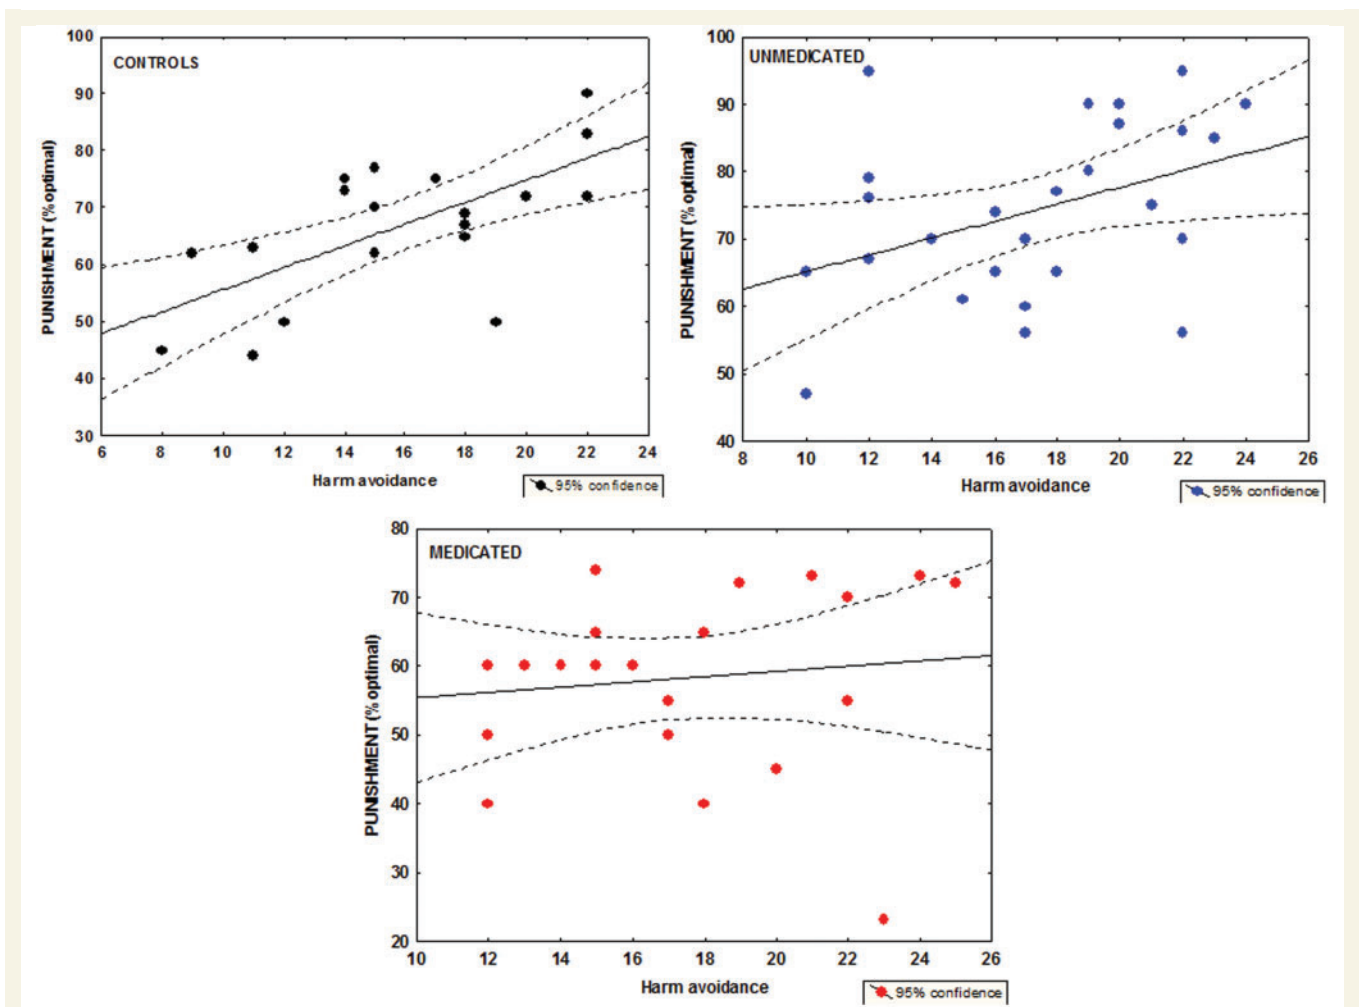 CONTROLS
PUNISHMENT (% optimal)
100
90
80
70
60
50
40
30
6 8 10 12 14 16 18 20 22 24
Harm avoidance
95% confidence
UNMEDICATED
PUNISHMENT (% optimal)
100
90
80
70
60
50
40
8 10 12 14 16 18 20 22 24 26
Harm avoidance
95% confidence
MEDICATED
PUNISHMENT (% optimal)
80
70
60
50
40
30
20
10 12 14 16 18 20 22 24 26
Harm avoidance
95% confidence